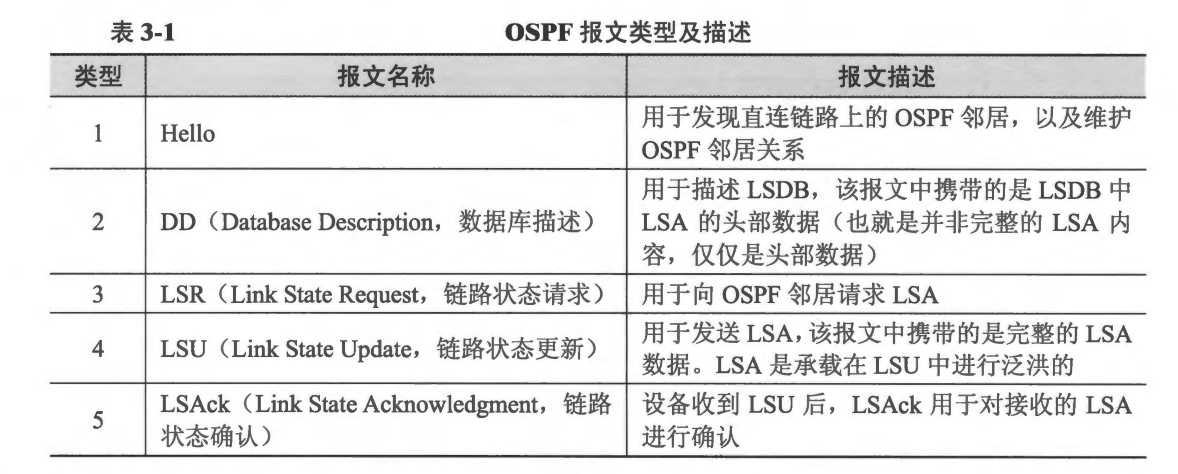 表 3-1 OSPF 报文类型及描述
类型 报文名称 报文描述
1 Hello 用于发现直连链路上的 OSPF 邻居，以及维护
OSPF 邻居关系
2 DD（Database Description，数据库描述） 用于描述 LSDB，该报文中携带的是 LSDB 中
LSA 的头部数据（也就是并非完整的 LSA 内
容，仅仅是头部数据）
3 LSR（Link State Request，链路状态请求） 用于向 OSPF 邻居请求 LSA
4 LSU（Link State Update，链路状态更新） 用于发送 LSA，该报文中携带的是完整的 LSA
数据。LSA 是承载在 LSU 中进行泛洪的
5 LSAck（Link State Acknowledgment，链路
状态确认） 设备收到 LSU 后，LSAck 用于对接收的 LSA
进行确认